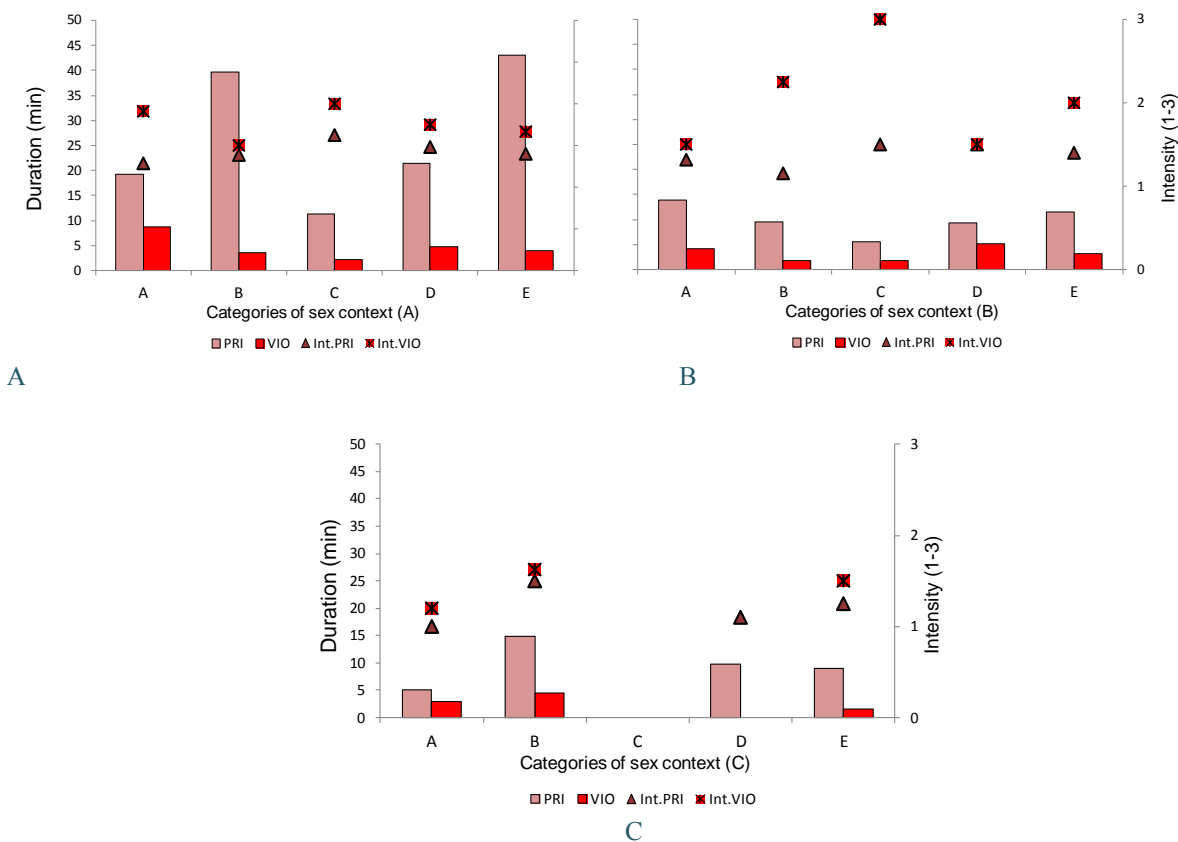 50
45
40
35
30
25
20
15
10
5
0
Duration (min)
A B C D E
Categories of sex context (A)
PRI VIO Int.PRI Int.VIO
A
3
2
1
0
Intensity (1-3)
A B C D E
Categories of sex context (B)
PRI VIO Int.PRI Int.VIO
B
50
45
40
35
30
25
20
15
10
5
0
Duration (min)
3
2
1
0
Intensity (1-3)
A B C D E
Categories of sex context (C)
PRI VIO Int.PRI Int.VIO
C